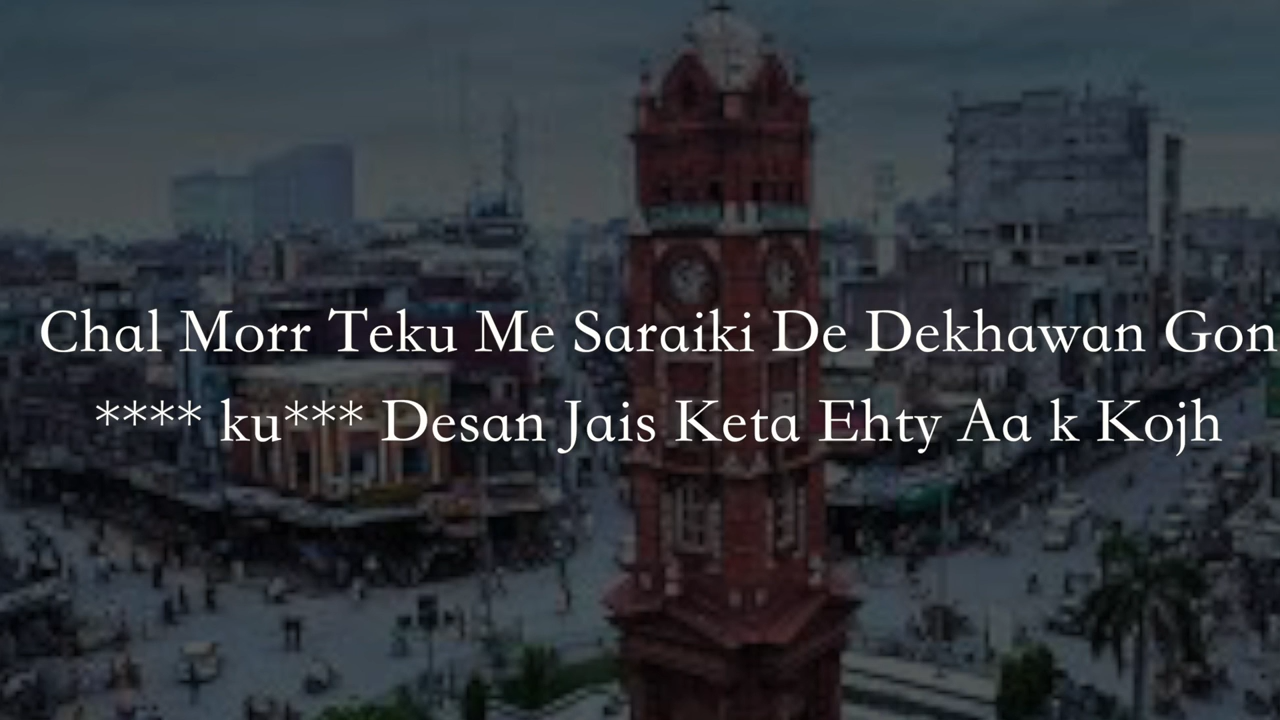 Chal Morr Teku Me Saraiki De Dekhawan Gon
**** ku*** Desan Jais Keta Ehty Aa k Kojh